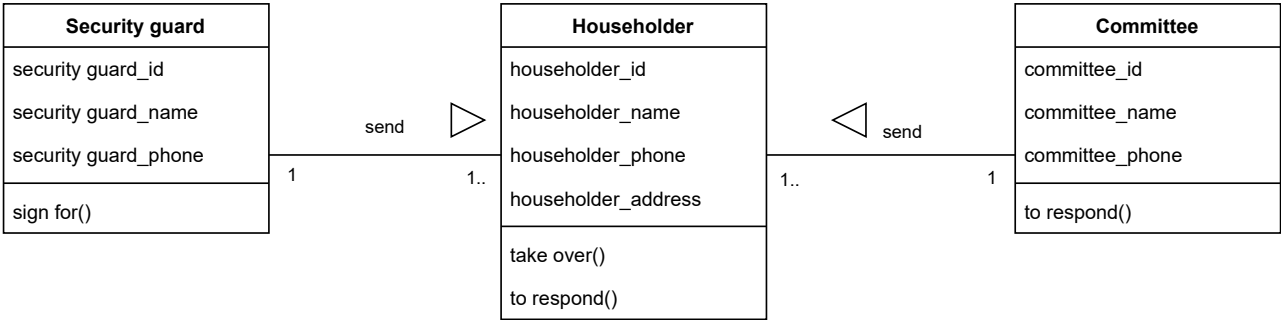 Security guard
security guard_id
security guard_name
security guard_phone
sign for()
send
1
1..
Householder
householder_id
householder_name
householder_phone
householder_address
take over()
to respond()
send
1..
1
Committee
committee_id
committee_name
committee_phone
to respond()